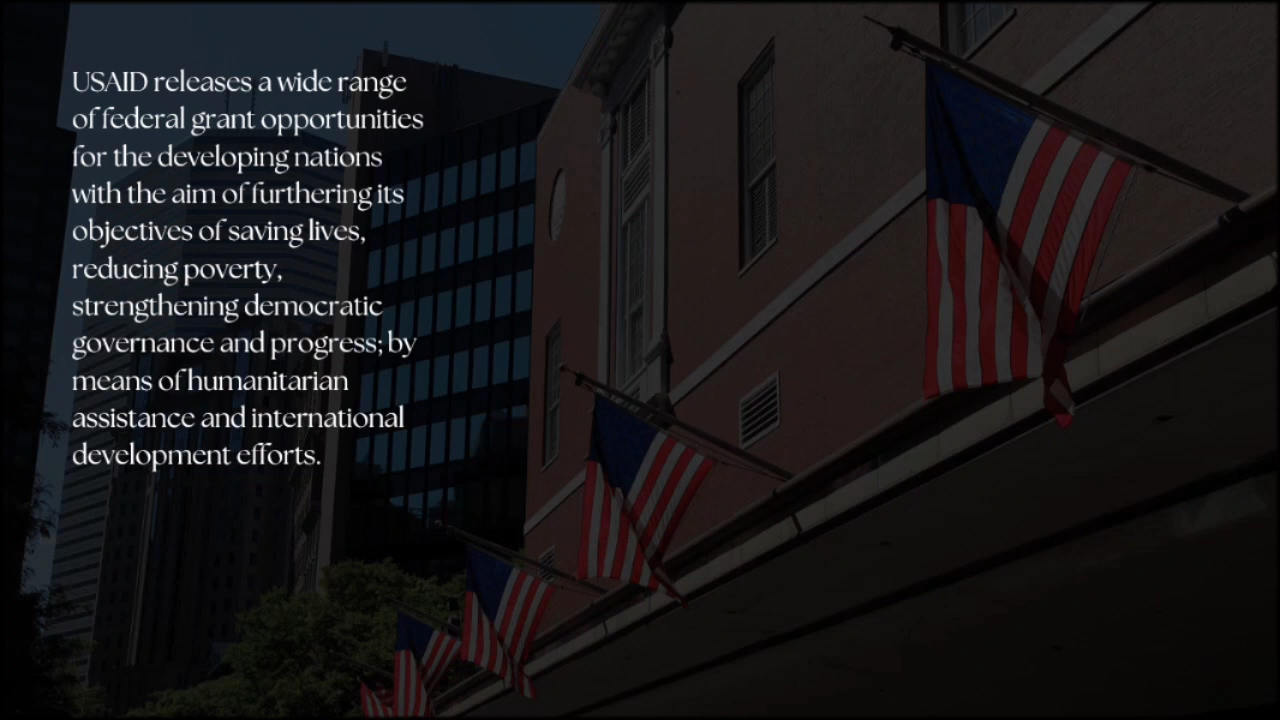 USAID releases a wide range
of federal grant opportunities
for the developing nations
with the aim of furthering its
objectives of saving lives,
reducing poverty,
strengthening democratic
governance and progress; by
means of humanitarian
assistance and international
development efforts.